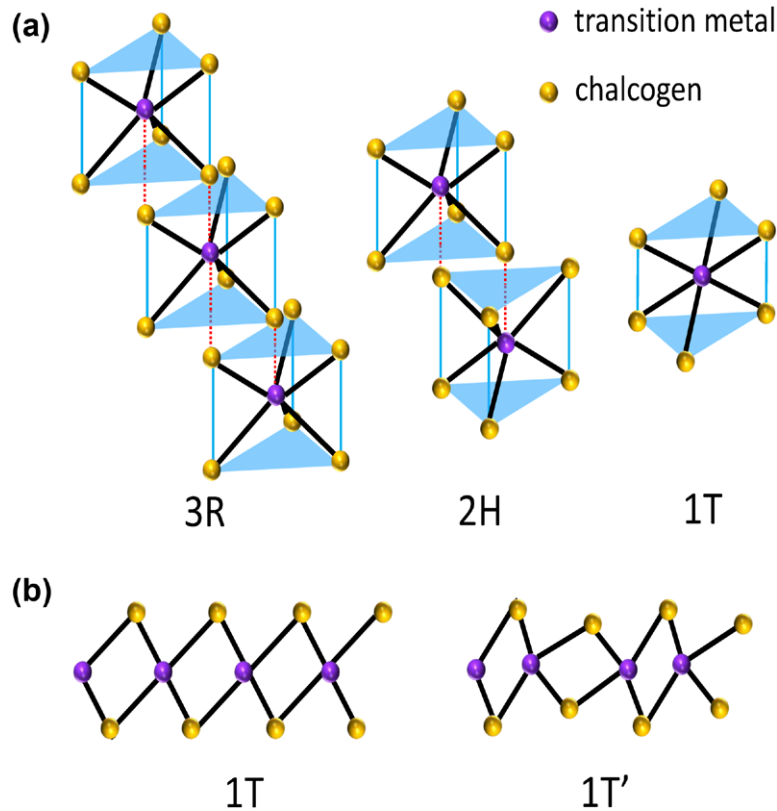 (a)
transition metal
chalcogen
3R
2H
1T
(b)
1T
1T’